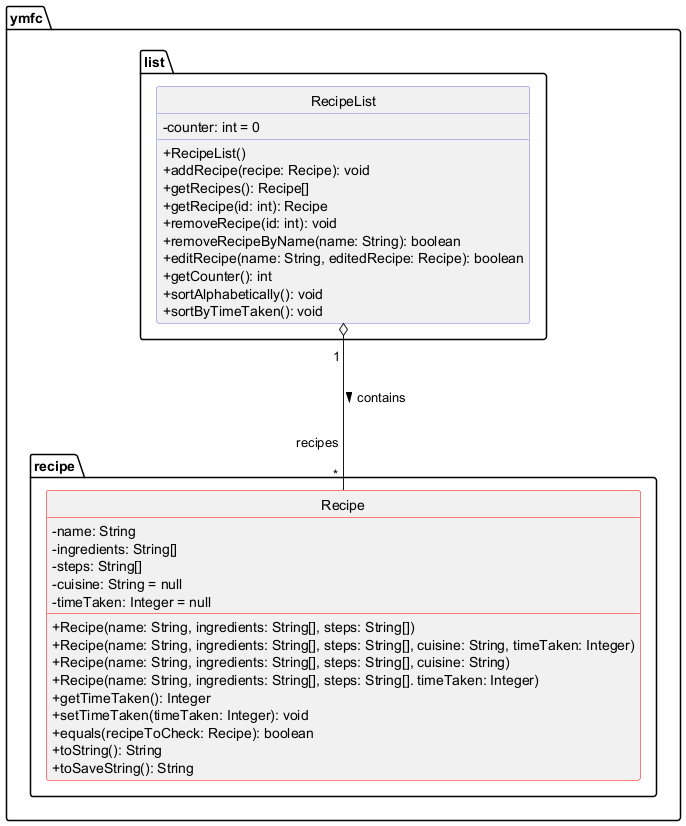 ymfc
list
RecipeList
-counter: int = 0
+RecipeList()
+addRecipe(recipe: Recipe): void
+getRecipes(): Recipe[]
+getRecipe(id: int): Recipe
+removeRecipe(id: int): void
+removeRecipeByName(name: String): boolean
+editRecipe(name: String, editedRecipe: Recipe): boolean
+getCounter(): int
+sortAlphabetically(): void
+sortByTimeTaken(): void
1
contains
recipes
*
recipe
Recipe
-name: String
-ingredients: String[]
-steps: String[]
-cuisine: String = null
-timeTaken: Integer = null
+Recipe(name: String, ingredients: String[], steps: String[])
+Recipe(name: String, ingredients: String[], steps: String[], cuisine: String, timeTaken: Integer)
+Recipe(name: String, ingredients: String[], steps: String[], cuisine: String)
+Recipe(name: String, ingredients: String[], steps: String[]. timeTaken: Integer)
+getTimeTaken(): Integer
+setTimeTaken(timeTaken: Integer): void
+equals(recipeToCheck: Recipe): boolean
+toString(): String
+toSaveString(): String